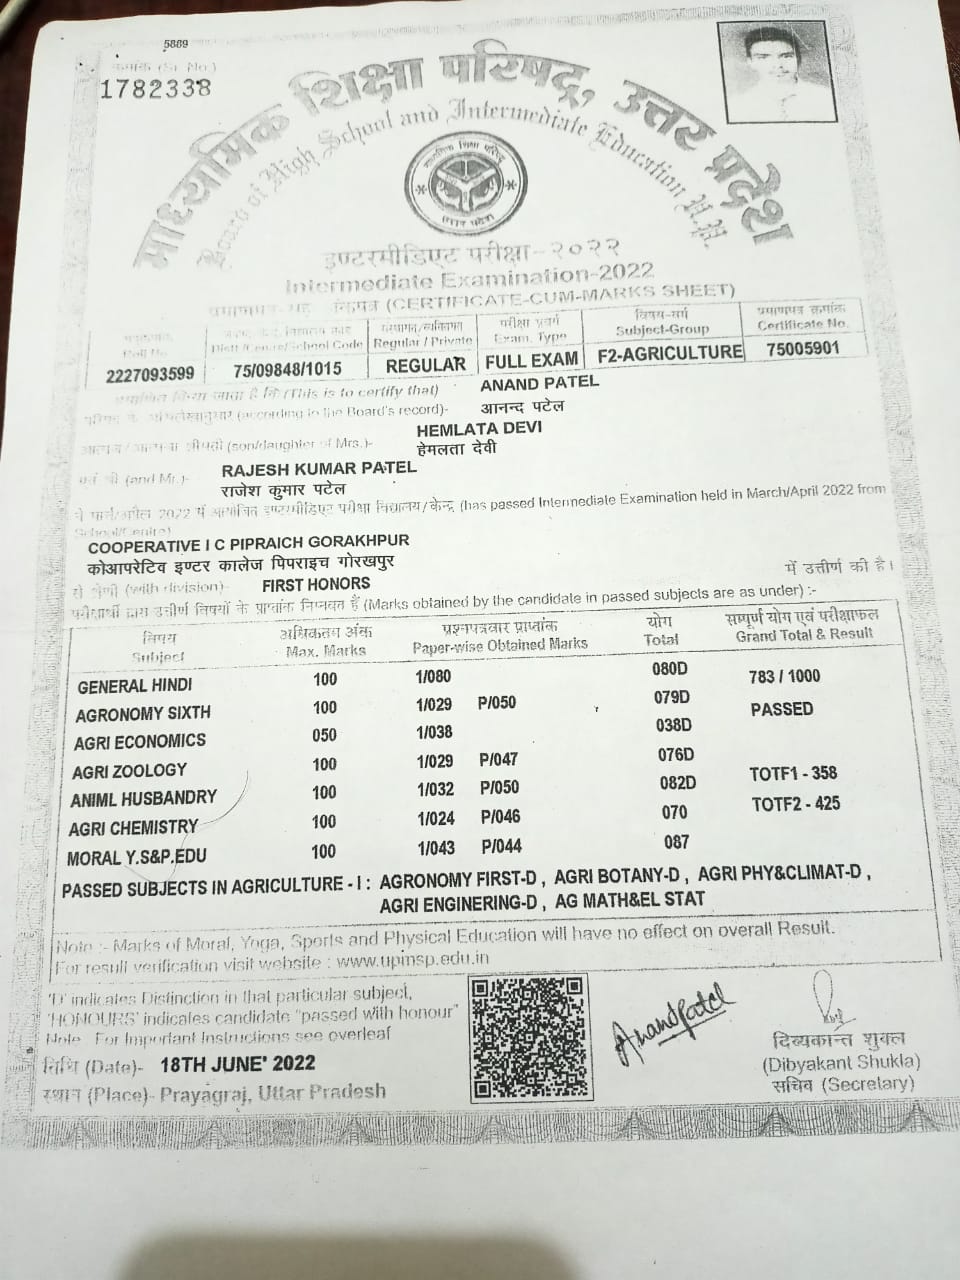 5869
क्रमांक (Sr. No.)
1782338
माध्यमिक शिक्षा परिषद्, उत्तर प्रदेश
Board of High School and Intermediate Education U.P.
माध्यमिक शिक्षा परिषद
उत्तर प्रदेश
इण्टरमीडिएट परीक्षा-२०२२
Intermediate Examination-2022
प्रमाणपत्र-सह अंकपत्र (CERTIFICATE-CUM-MARKS SHEET)
Roll No. Distt./Centre/School Code संस्थागत/व्यक्तिगत Regular / Private परीक्षा प्रवर्ग Exam. Type विषय-वर्ग Subject-Group प्रमाणपत्र क्रमांक Certificate No.
2227093599 75/09848/1015 REGULAR FULL EXAM F2-AGRICULTURE 75005901
प्रमाणित किया जाता है कि (This is to certify that) ANAND PATEL
परिषद के अभिलेखानुसार (according to the Board's record)- आनन्द पटेल
आत्मज/आत्मजा श्रीमती (son/daughter of Mrs.)- HEMLATA DEVI
हेमलता देवी
एवं श्री (and Mr.)- RAJESH KUMAR PATEL
राजेश कुमार पटेल
ने मार्च/अप्रैल 2022 में आयोजित इण्टरमीडिएट परीक्षा विद्यालय/केन्द्र (has passed Intermediate Examination held in March/April 2022 from
School/Centre)
COOPERATIVE I C PIPRAICH GORAKHPUR
कोआपरेटिव इण्टर कालेज पिपराइच गोरखपुर
से श्रेणी (with division)- FIRST HONORS में उत्तीर्ण की है।
परीक्षार्थी द्वारा उत्तीर्ण विषयों के प्राप्तांक निम्नवत हैं (Marks obtained by the candidate in passed subjects are as under) :-
विषय अधिकतम अंक प्रश्नपत्रवार प्राप्तांक योग सम्पूर्ण योग एवं परीक्षाफल
Subject Max. Marks Paper-wise Obtained Marks Total Grand Total & Result
GENERAL HINDI 100 1/080 080D 783 / 1000
AGRONOMY SIXTH 100 1/029 P/050 079D PASSED
AGRI ECONOMICS 050 1/038 038D
AGRI ZOOLOGY 100 1/029 P/047 076D TOTF1 - 358
ANIML HUSBANDRY 100 1/032 P/050 082D TOTF2 - 425
AGRI CHEMISTRY 100 1/024 P/046 070
MORAL Y.S&P.EDU 100 1/043 P/044 087
PASSED SUBJECTS IN AGRICULTURE - I : AGRONOMY FIRST-D , AGRI BOTANY-D , AGRI PHY&CLIMAT-D ,
AGRI ENGINERING-D , AG MATH&EL STAT
Note :- Marks of Moral, Yoga, Sports and Physical Education will have no effect on overall Result.
For result verification visit website : www.upmsp.edu.in
'D' indicates Distinction in that particular subject,
'HONOURS' indicates candidate "passed with honour"
Note For Important Instructions see overleaf
तिथि (Date)- 18TH JUNE' 2022
स्थान (Place)- Prayagraj, Uttar Pradesh
Anand patel
दिव्यकान्त शुक्ल
(Dibyakant Shukla)
सचिव (Secretary)